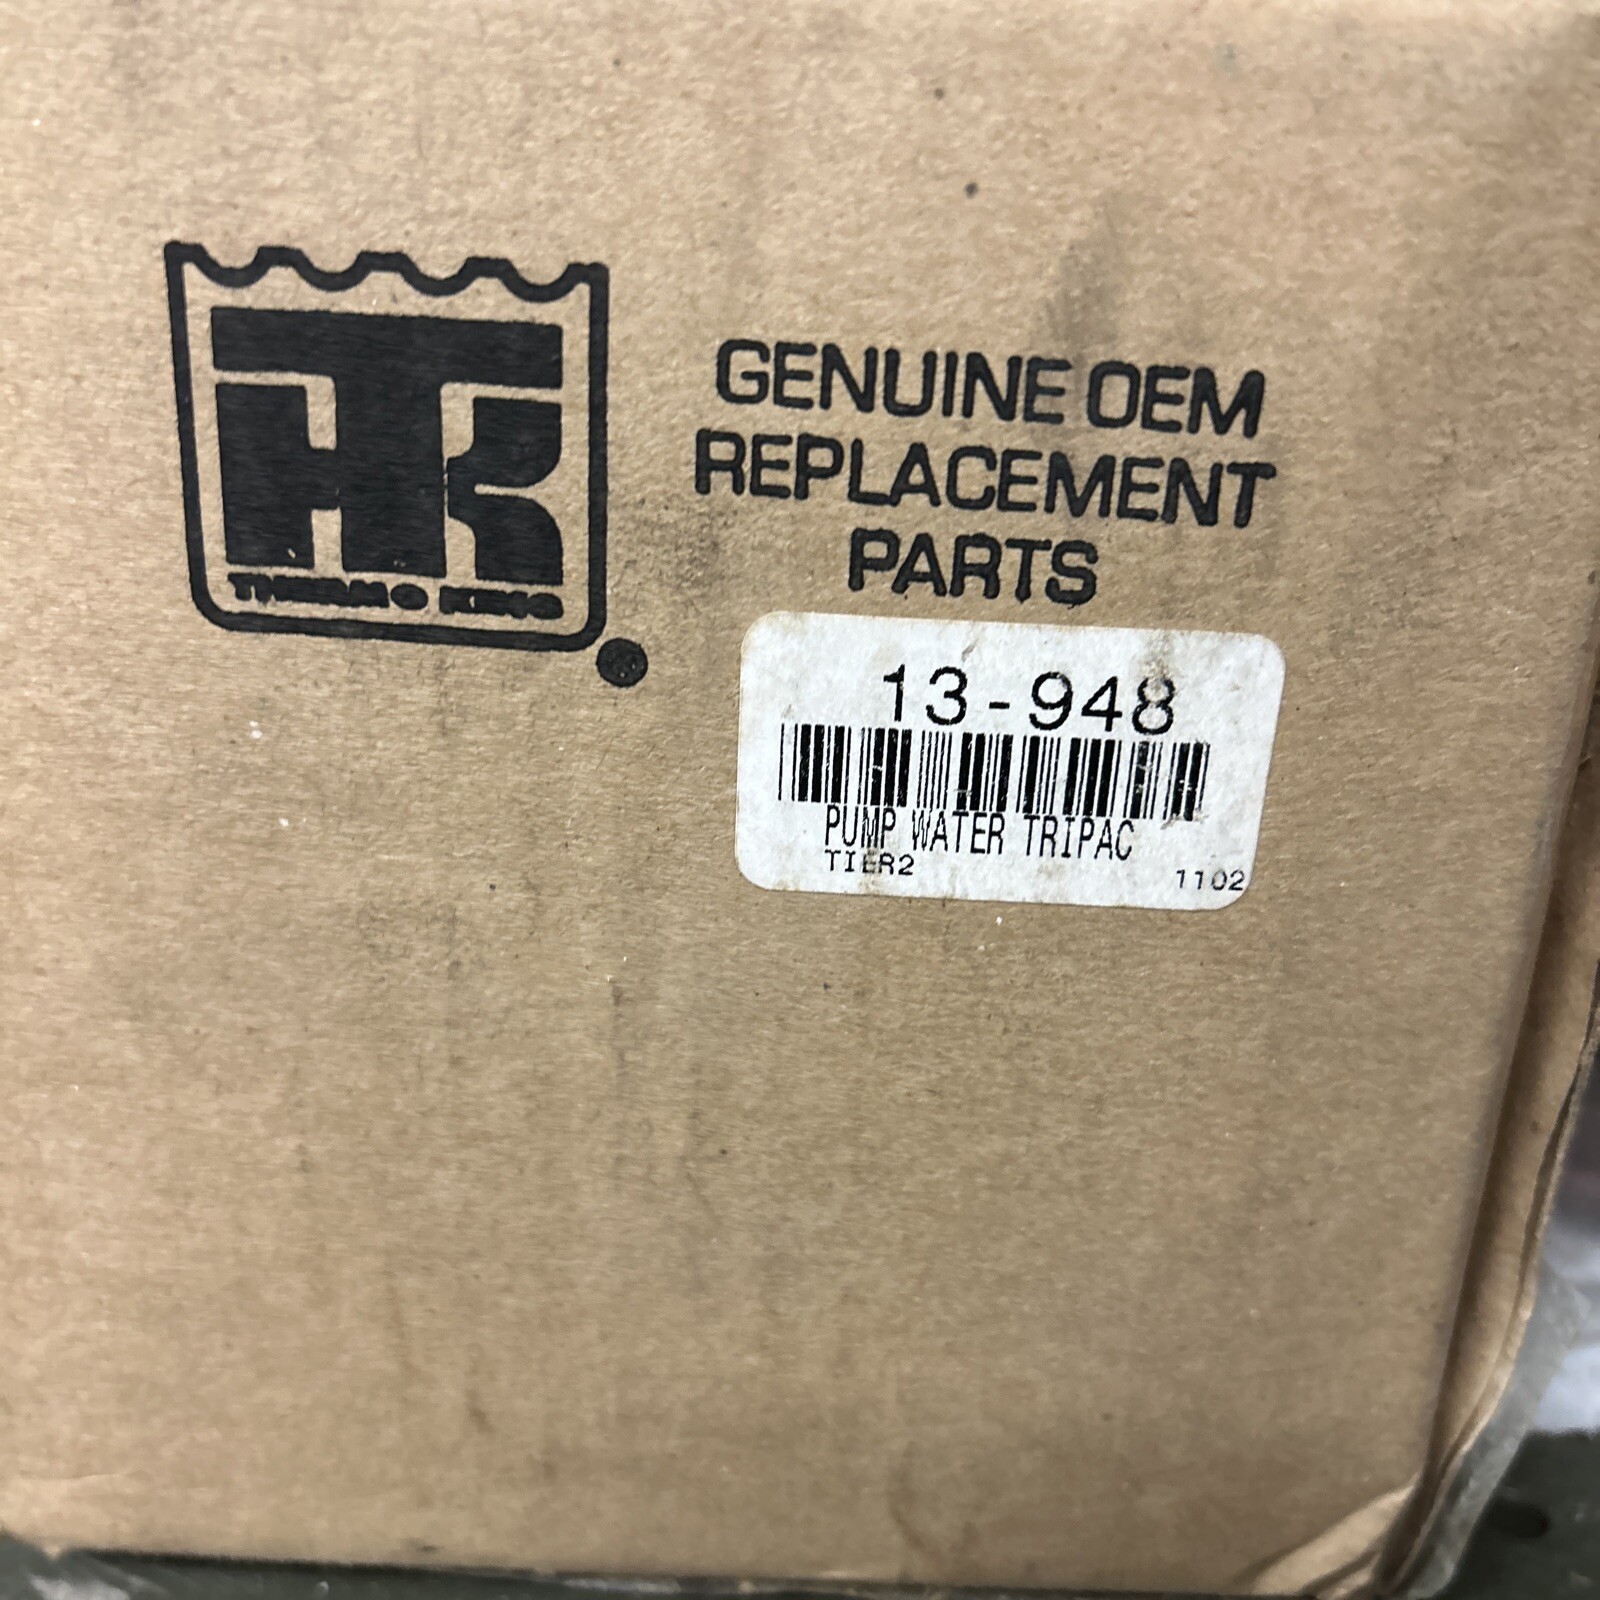 TK
THERMO KING
GENUINE OEM
REPLACEMENT
PARTS
13-948
PUMP WATER TRIPAC
TIER2
1102